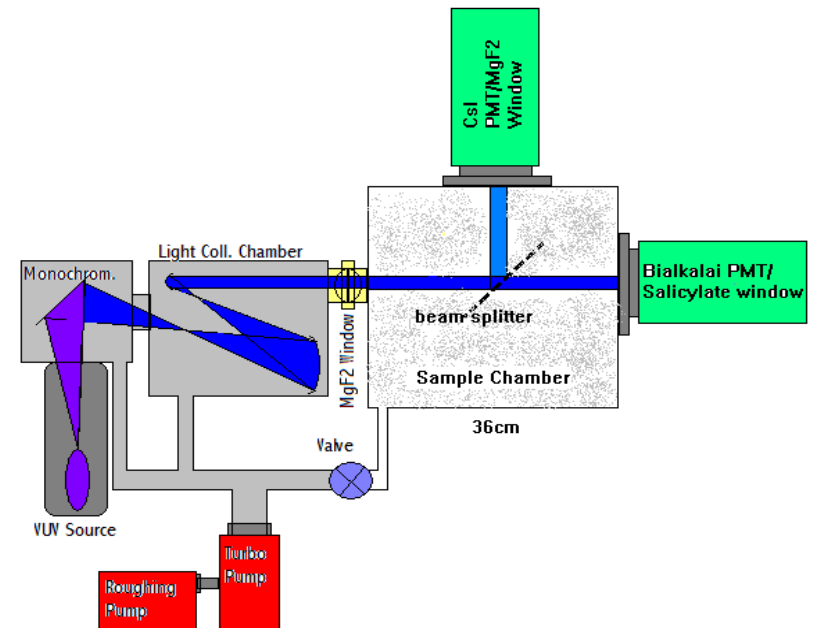 CsI
PMT/MgF2
Window
Light Coll. Chamber
Monochrom.
Bialkalai PMT/
Salicylate window
beam splitter
MgF2 Window
Sample Chamber
36cm
Valve
VUV Source
Turbo
Pump
Roughing
Pump